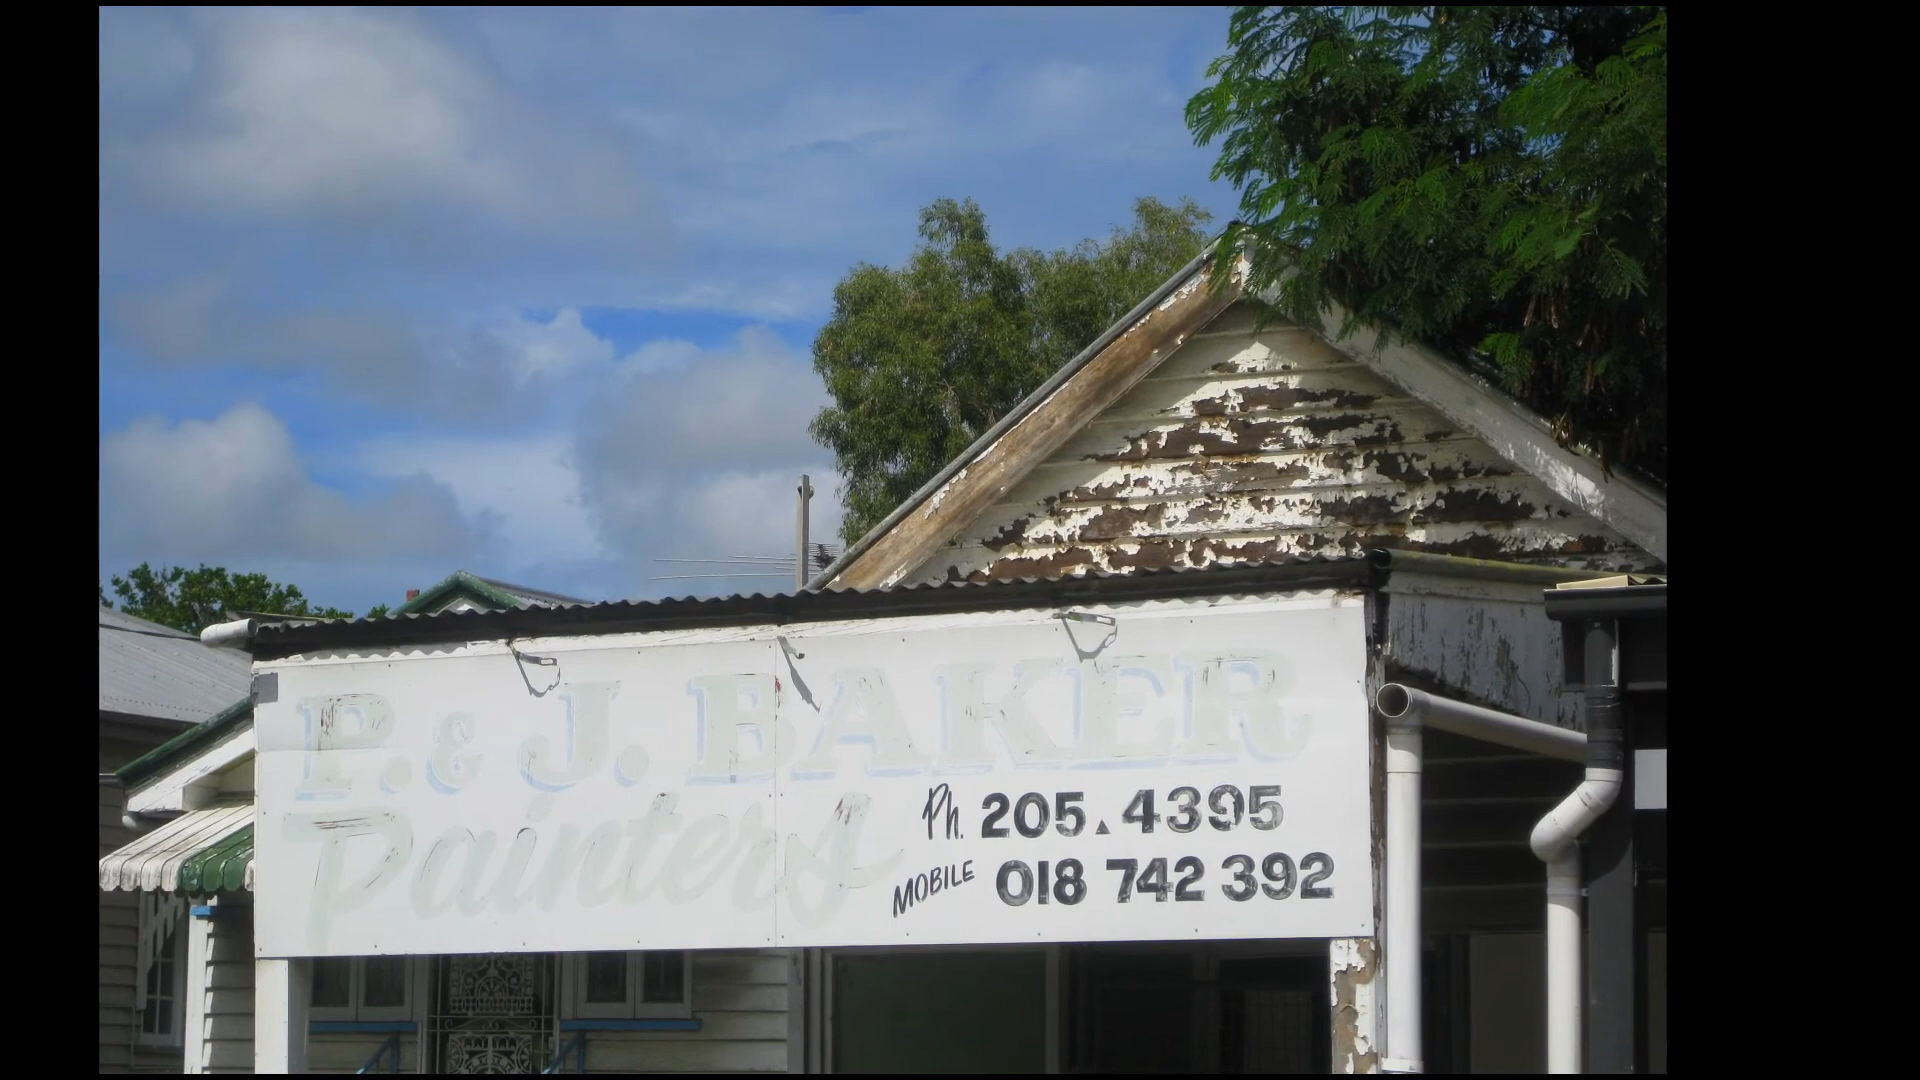 P. & J. BAKER
Painters
Ph. 205.4395
MOBILE 018 742 392